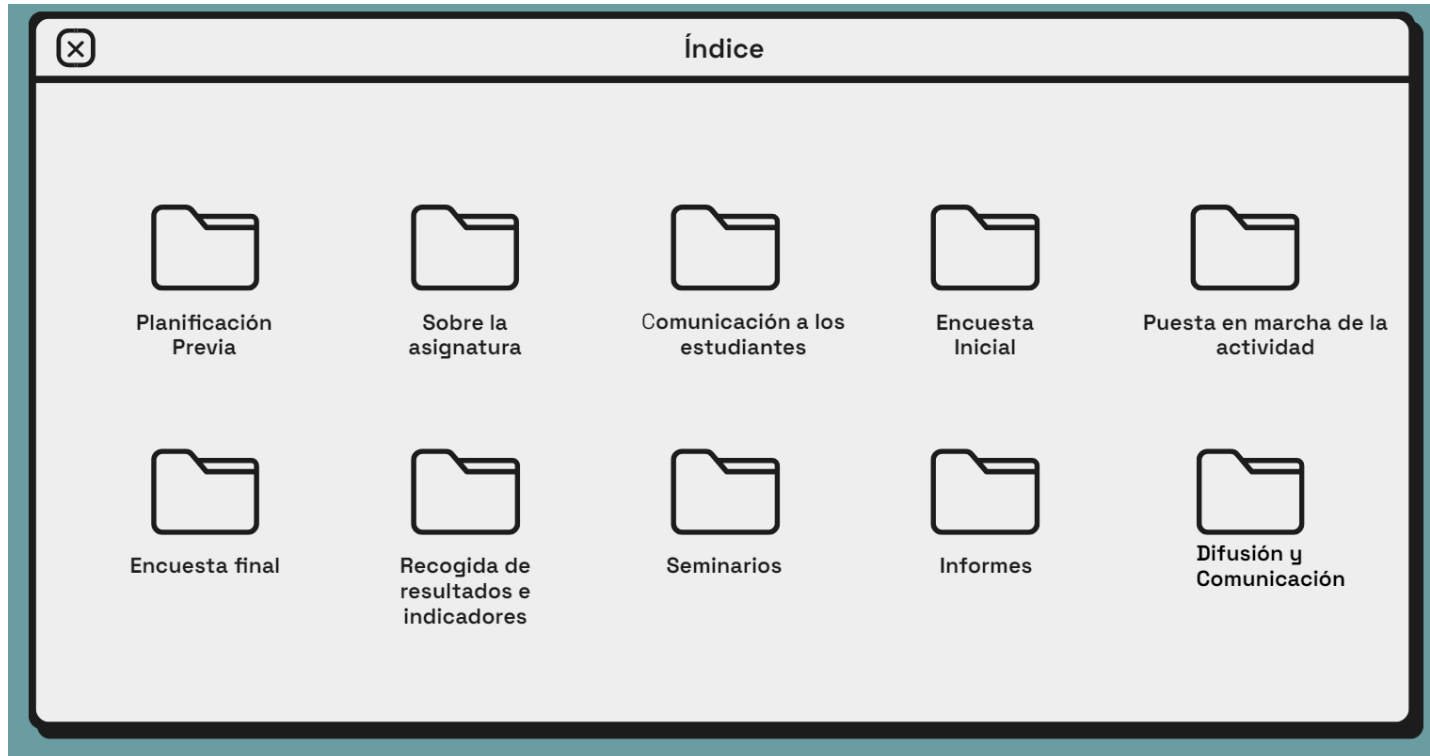 Índice
Planificación
Previa
Sobre la
asignatura
Comunicación a los
estudiantes
Encuesta
Inicial
Puesta en marcha de la
actividad
Encuesta final
Recogida de
resultados e
indicadores
Seminarios
Informes
Difusión y
Comunicación